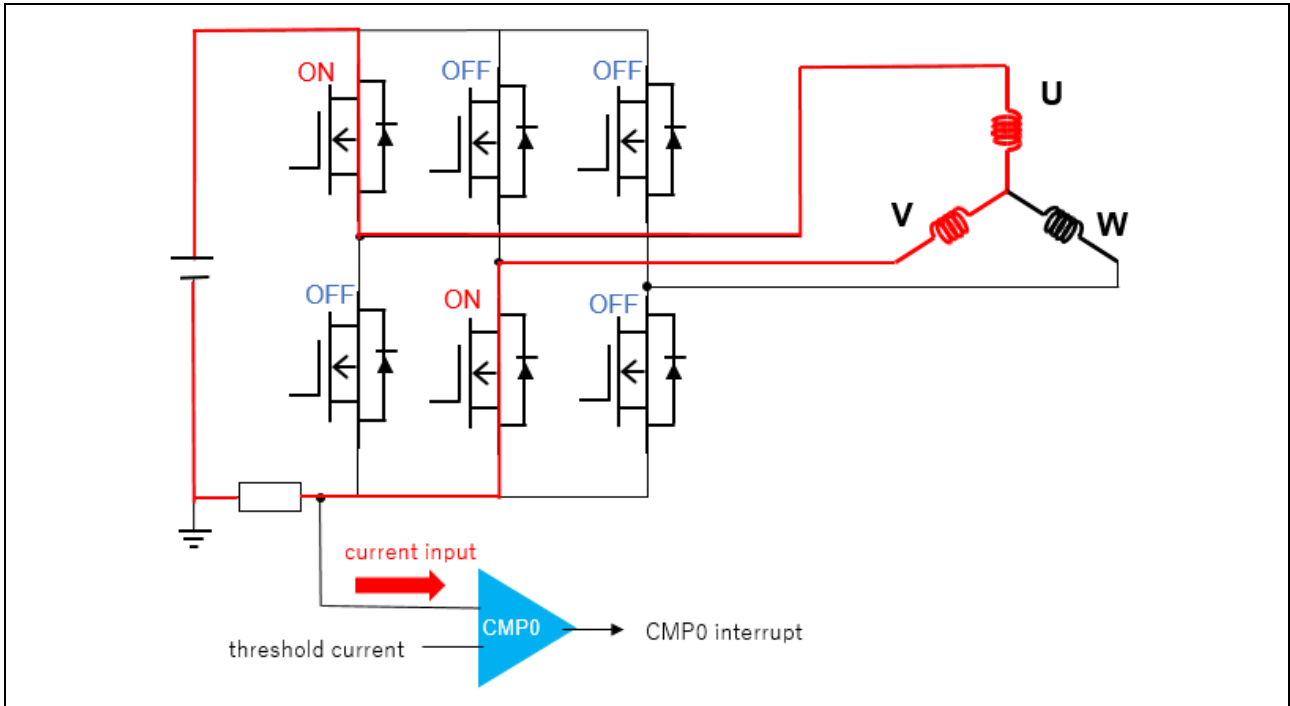 ON
OFF
OFF
U
V
W
OFF
ON
OFF
current input
CMP0
CMP0 interrupt
threshold current